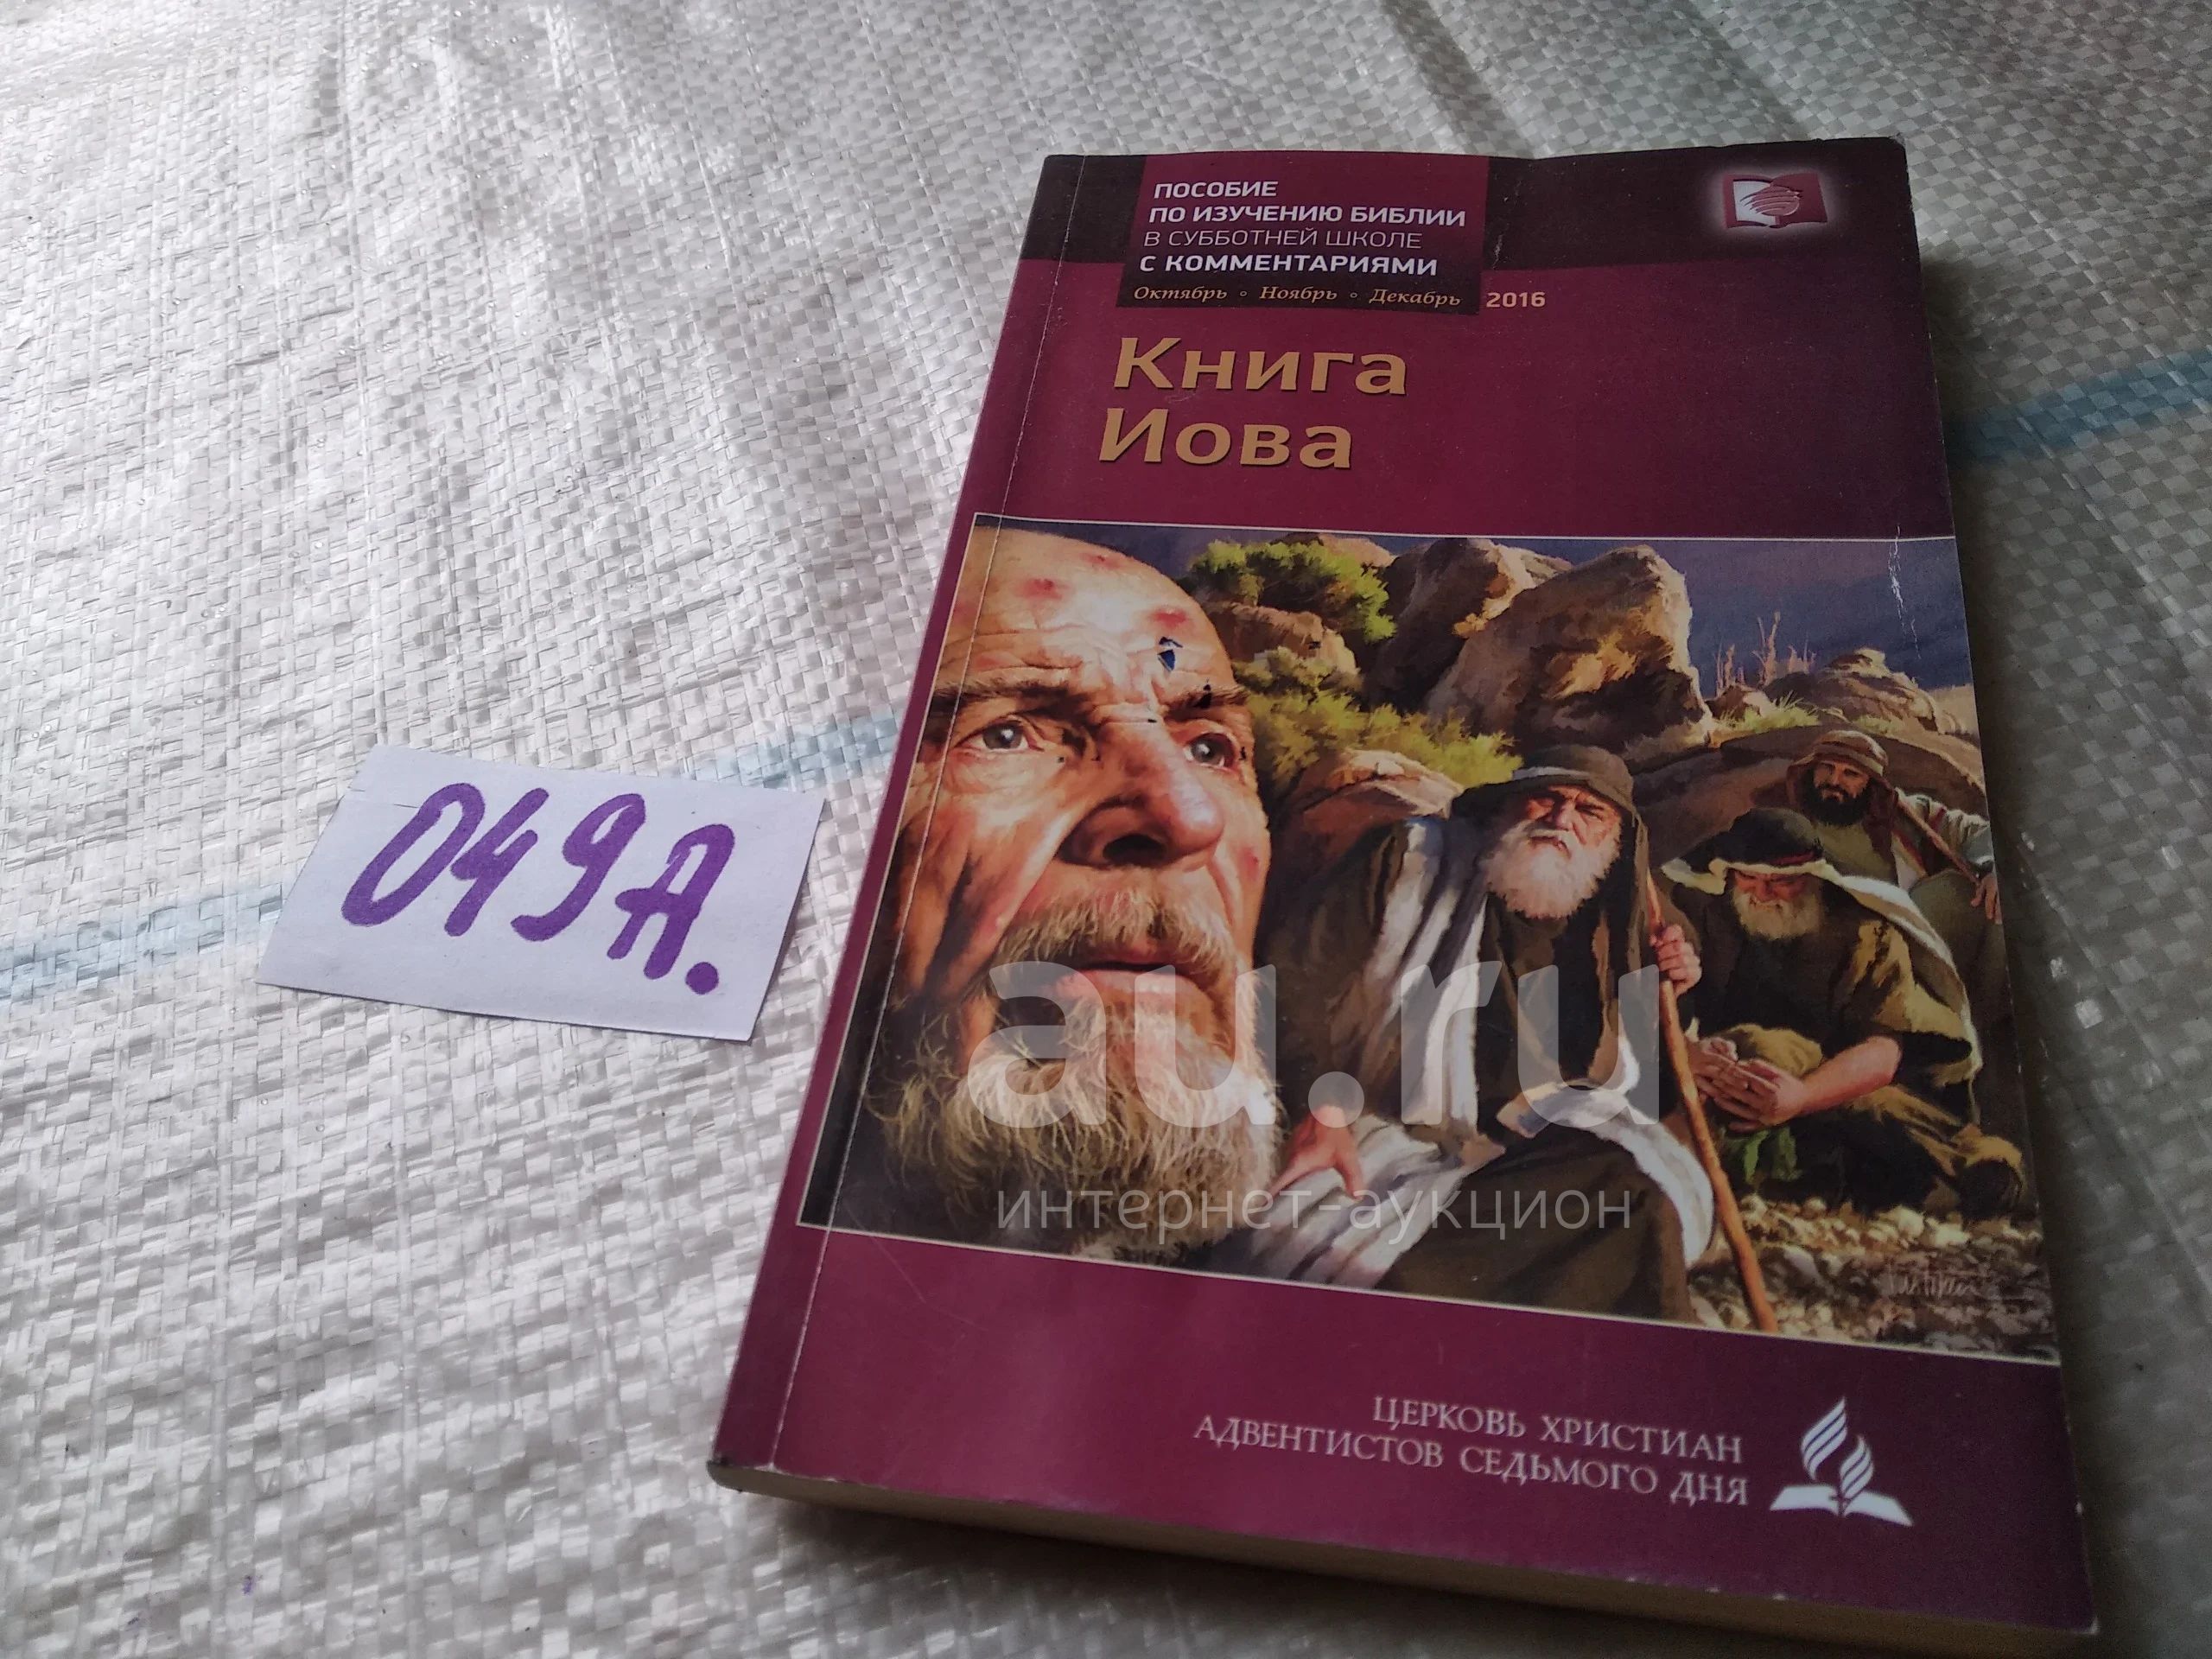 ПОСОБИЕ
ПО ИЗУЧЕНИЮ БИБЛИИ
В СУББОТНЕЙ ШКОЛЕ
С КОММЕНТАРИЯМИ
Октябрь ◦ Ноябрь ◦ Декабрь 2016
Книга
Иова
049А.
au.ru
интернет-аукцион
ЦЕРКОВЬ ХРИСТИАН
АДВЕНТИСТОВ СЕДЬМОГО ДНЯ